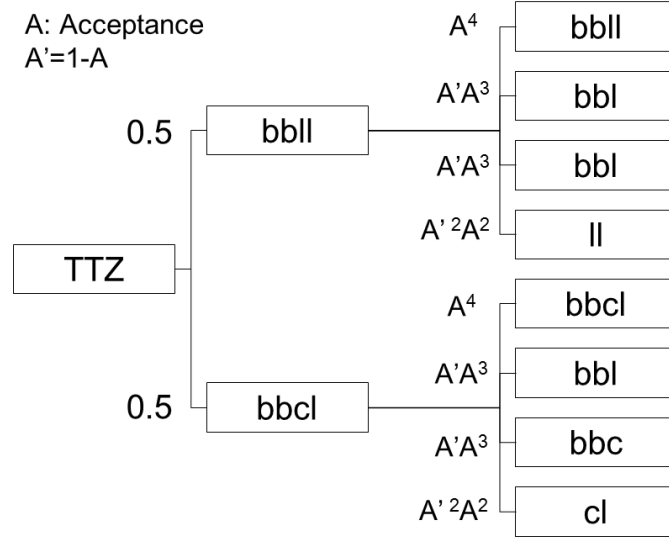 A: Acceptance
A'=1-A
TTZ
0.5
bbll
A⁴
bbll
A'A³
bbl
A'A³
bbl
A' ²A²
ll
0.5
bbcl
A⁴
bbcl
A'A³
bbl
A'A³
bbc
A' ²A²
cl